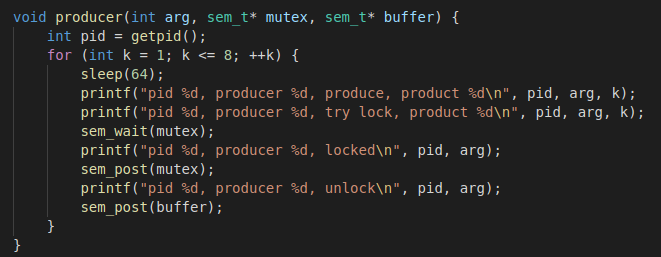 void producer(int arg, sem_t* mutex, sem_t* buffer) {
    int pid = getpid();
    for (int k = 1; k <= 8; ++k) {
        sleep(64);
        printf("pid %d, producer %d, produce, product %d\n", pid, arg, k);
        printf("pid %d, producer %d, try lock, product %d\n", pid, arg, k);
        sem_wait(mutex);
        printf("pid %d, producer %d, locked\n", pid, arg);
        sem_post(mutex);
        printf("pid %d, producer %d, unlock\n", pid, arg);
        sem_post(buffer);
    }
}